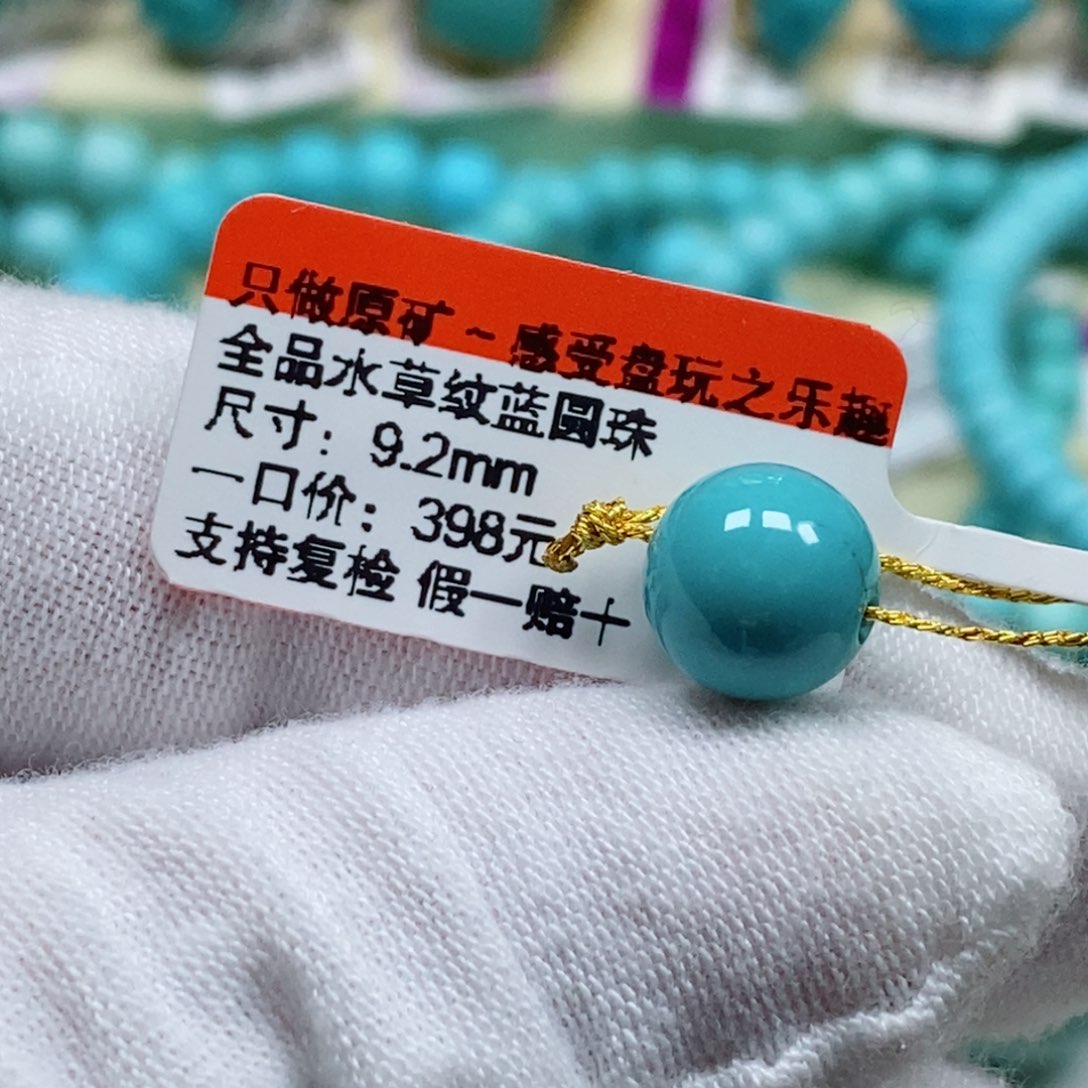 只做原矿~感受盘玩之乐趣
全品水草纹蓝圆珠
尺寸：9.2mm
一口价：398元
支持复检 假一赔十